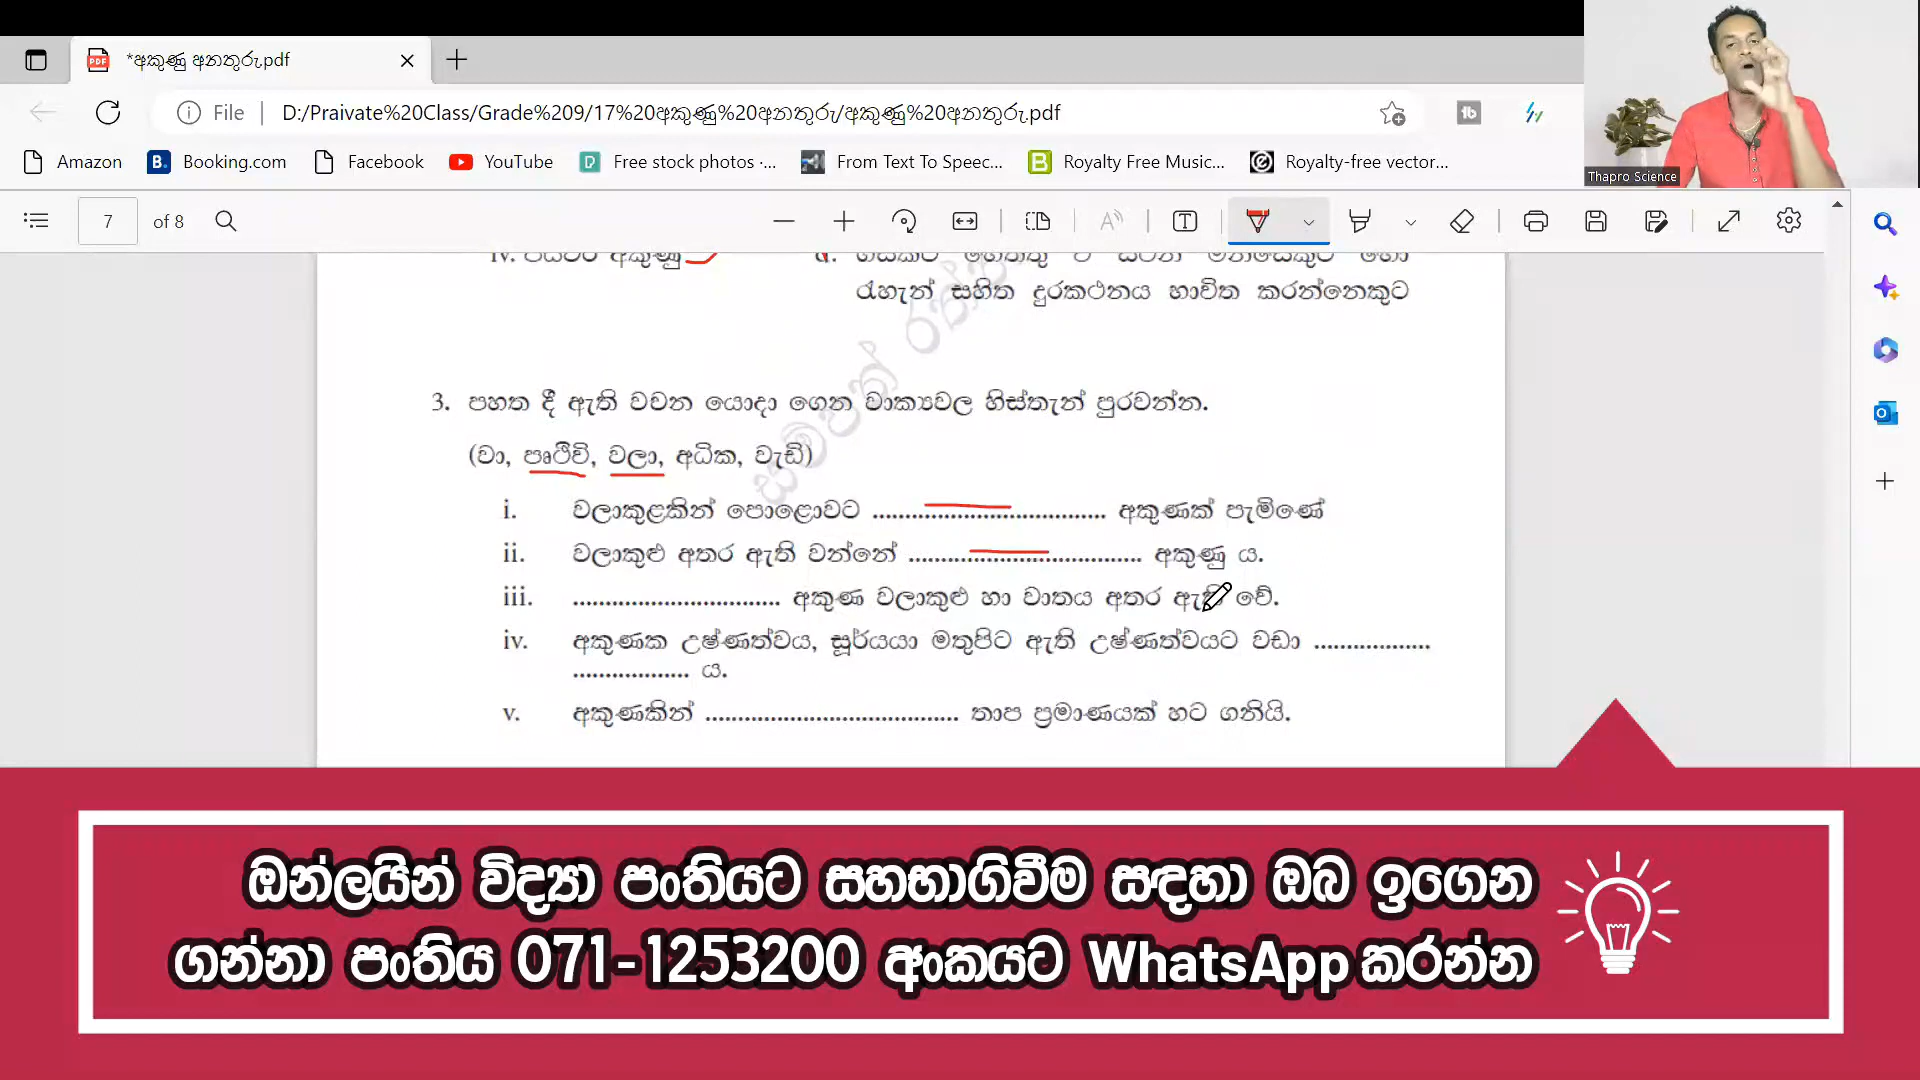 *අකුණු අනතුරු.pdf
File D:/Praivate%20Class/Grade%209/17%20අකුණු%20අනතුරු/අකුණු%20අනතුරු.pdf
Amazon Booking.com Facebook YouTube Free stock photos ·... From Text To Speec... Royalty Free Music... Royalty-free vector...
Thapro Science
7 of 8
iv. අකුණු
රැහැන් සහිත දුරකථනය භාවිත කරන්නෙකුට
3. පහත දී ඇති වචන යොදා ගෙන වාක්‍යවල හිස්තැන් පුරවන්න.
(වා, පෘථිවි, වලා, අධික, වැඩි)
i. වලාකුළකින් පොළොවට .................................... අකුණක් පැමිණේ
ii. වලාකුළු අතර ඇති වන්නේ .................................... අකුණු ය.
iii. ................................ අකුණ වලාකුළු හා වාතය අතර ඇති වේ.
iv. අකුණක උෂ්ණත්වය, සූර්යයා මතුපිට ඇති උෂ්ණත්වයට වඩා ..................
.................. ය.
v. අකුණකින් ....................................... තාප ප්‍රමාණයක් හට ගනියි.
ඔන්ලයින් විද්‍යා පංතියට සහභාගිවීම සඳහා ඔබ ඉගෙන
ගන්නා පංතිය 071-1253200 අංකයට WhatsApp කරන්න